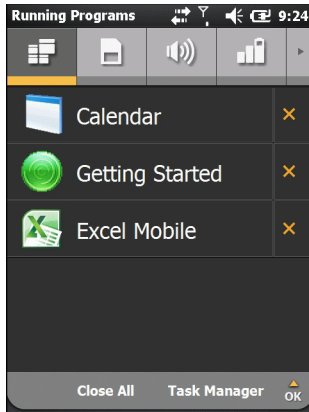 Running Programs 9:24
Calendar
Getting Started
Excel Mobile
Close All Task Manager OK